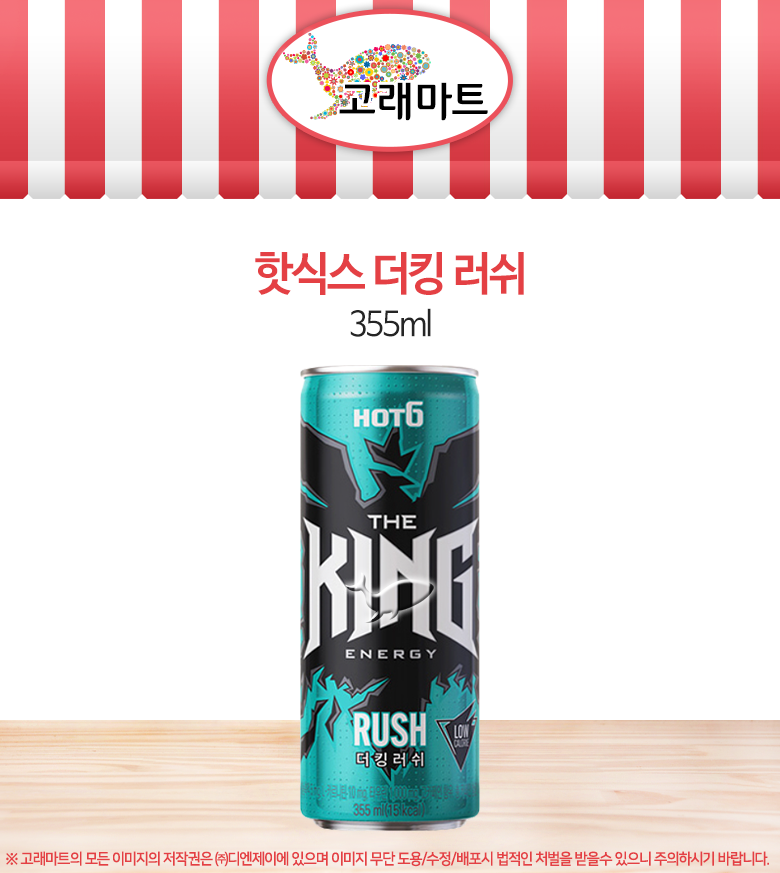 고래마트
핫식스 더킹 러쉬
355ml
HOT6
THE
KING
ENERGY
RUSH
더킹러쉬
LOW
CALORIE
355 ml(15kcal)
※ 고래마트의 모든 이미지의 저작권은 ㈜디엔제이에 있으며 이미지 무단 도용/수정/배포시 법적인 처벌을 받을수 있으니 주의하시기 바랍니다.